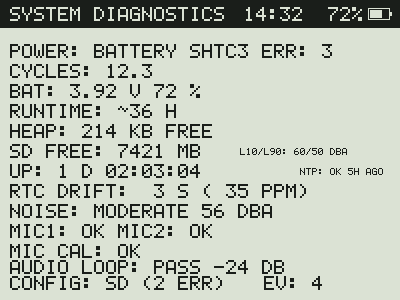 SYSTEM DIAGNOSTICS 14:32 72%
POWER: BATTERY SHTC3 ERR: 3
CYCLES: 12.3
BAT: 3.92 V 72 %
RUNTIME: ~36 H
HEAP: 214 KB FREE
SD FREE: 7421 MB L10/L90: 60/50 DBA
UP: 1 D 02:03:04 NTP: OK 5H AGO
RTC DRIFT: 3 S ( 35 PPM)
NOISE: MODERATE 56 DBA
MIC1: OK MIC2: OK
MIC CAL: OK
AUDIO LOOP: PASS -24 DB
CONFIG: SD (2 ERR) EV: 4